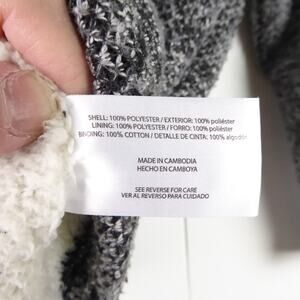 SHELL: 100% POLYESTER / EXTERIOR: 100% poliéster
LINING: 100% POLYESTER / FORRO: 100% poliéster
BINDING: 100% COTTON / DETALLE DE CINTA: 100% algodón
MADE IN CAMBODIA
HECHO EN CAMBOYA
SEE REVERSE FOR CARE
VER AL REVERSO PARA CUIDADO